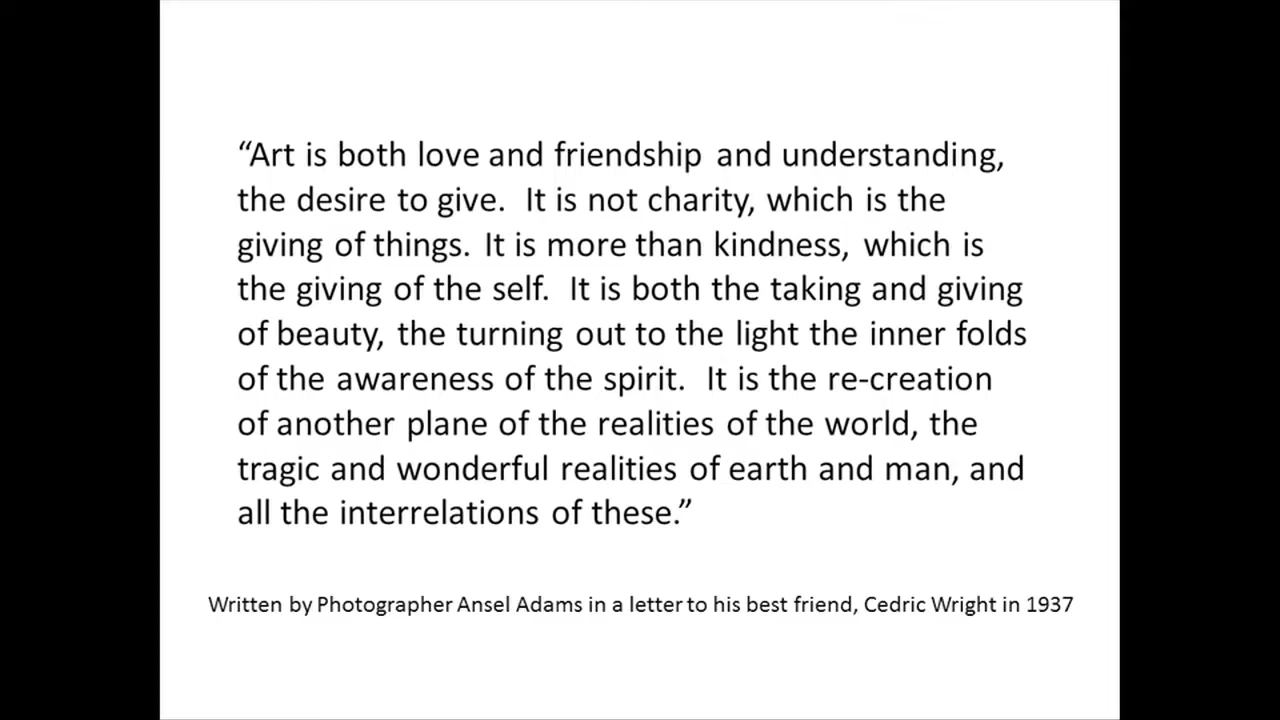 “Art is both love and friendship and understanding,
the desire to give.  It is not charity, which is the
giving of things. It is more than kindness, which is
the giving of the self.  It is both the taking and giving
of beauty, the turning out to the light the inner folds
of the awareness of the spirit.  It is the re-creation
of another plane of the realities of the world, the
tragic and wonderful realities of earth and man, and
all the interrelations of these.”
Written by Photographer Ansel Adams in a letter to his best friend, Cedric Wright in 1937